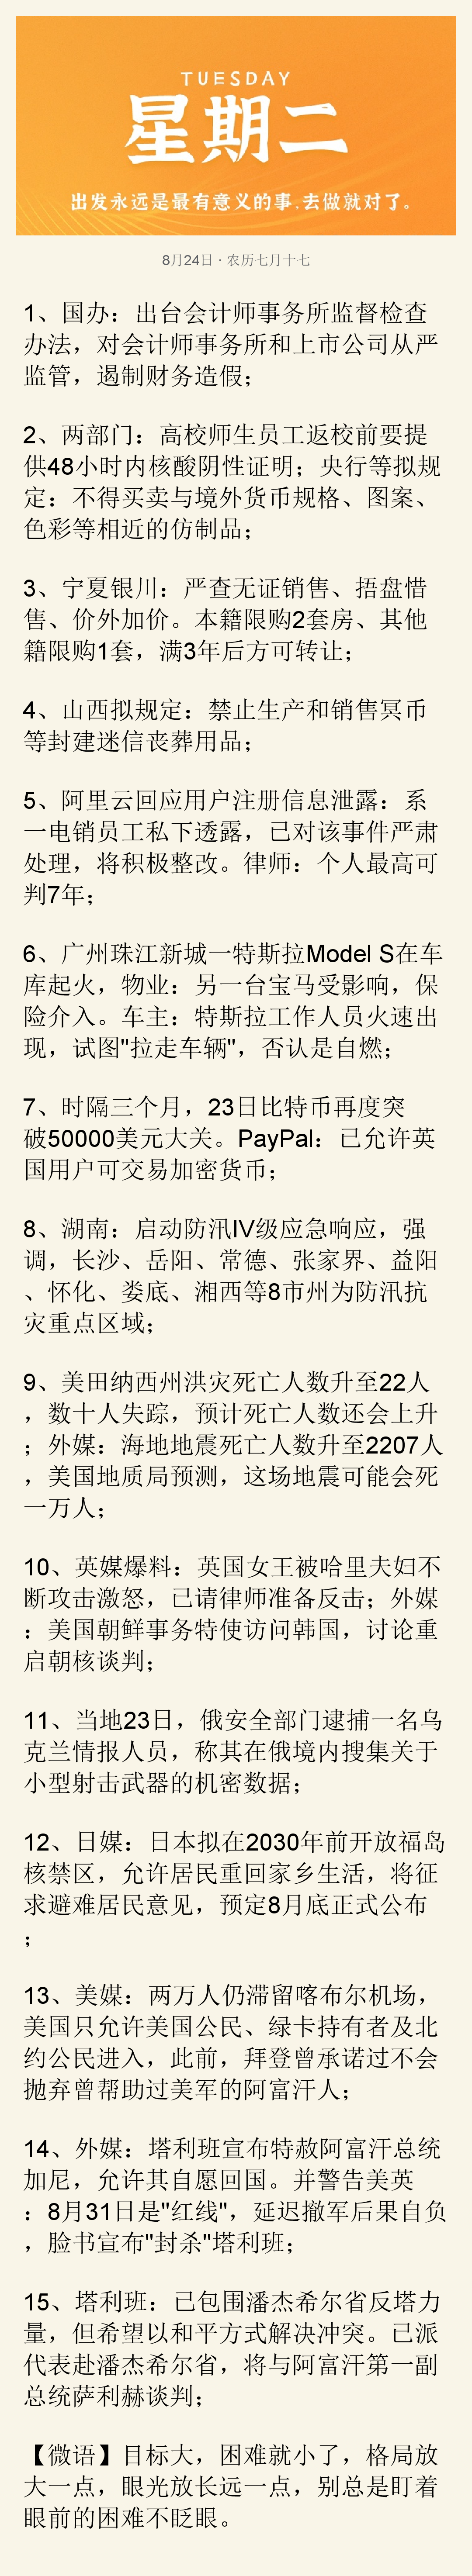 TUESDAY
星期二
出发永远是最有意义的事.去做就对了。
8月24日 · 农历七月十七
1、国办：出台会计师事务所监督检查
办法，对会计师事务所和上市公司从严
监管，遏制财务造假；
2、两部门：高校师生员工返校前要提
供48小时内核酸阴性证明；央行等拟规
定：不得买卖与境外货币规格、图案、
色彩等相近的仿制品；
3、宁夏银川：严查无证销售、捂盘惜
售、价外加价。本籍限购2套房、其他
籍限购1套，满3年后方可转让；
4、山西拟规定：禁止生产和销售冥币
等封建迷信丧葬用品；
5、阿里云回应用户注册信息泄露：系
一电销员工私下透露，已对该事件严肃
处理，将积极整改。律师：个人最高可
判7年；
6、广州珠江新城一特斯拉Model S在车
库起火，物业：另一台宝马受影响，保
险介入。车主：特斯拉工作人员火速出
现，试图"拉走车辆"，否认是自燃；
7、时隔三个月，23日比特币再度突
破50000美元大关。PayPal：已允许英
国用户可交易加密货币；
8、湖南：启动防汛IV级应急响应，强
调，长沙、岳阳、常德、张家界、益阳
、怀化、娄底、湘西等8市州为防汛抗
灾重点区域；
9、美田纳西州洪灾死亡人数升至22人
，数十人失踪，预计死亡人数还会上升
；外媒：海地地震死亡人数升至2207人
，美国地质局预测，这场地震可能会死
一万人；
10、英媒爆料：英国女王被哈里夫妇不
断攻击激怒，已请律师准备反击；外媒
：美国朝鲜事务特使访问韩国，讨论重
启朝核谈判；
11、当地23日，俄安全部门逮捕一名乌
克兰情报人员，称其在俄境内搜集关于
小型射击武器的机密数据；
12、日媒：日本拟在2030年前开放福岛
核禁区，允许居民重回家乡生活，将征
求避难居民意见，预定8月底正式公布
；
13、美媒：两万人仍滞留喀布尔机场，
美国只允许美国公民、绿卡持有者及北
约公民进入，此前，拜登曾承诺过不会
抛弃曾帮助过美军的阿富汗人；
14、外媒：塔利班宣布特赦阿富汗总统
加尼，允许其自愿回国。并警告美英
：8月31日是"红线"，延迟撤军后果自负
，脸书宣布"封杀"塔利班；
15、塔利班：已包围潘杰希尔省反塔力
量，但希望以和平方式解决冲突。已派
代表赴潘杰希尔省，将与阿富汗第一副
总统萨利赫谈判；
【微语】目标大，困难就小了，格局放
大一点，眼光放长远一点，别总是盯着
眼前的困难不眨眼。